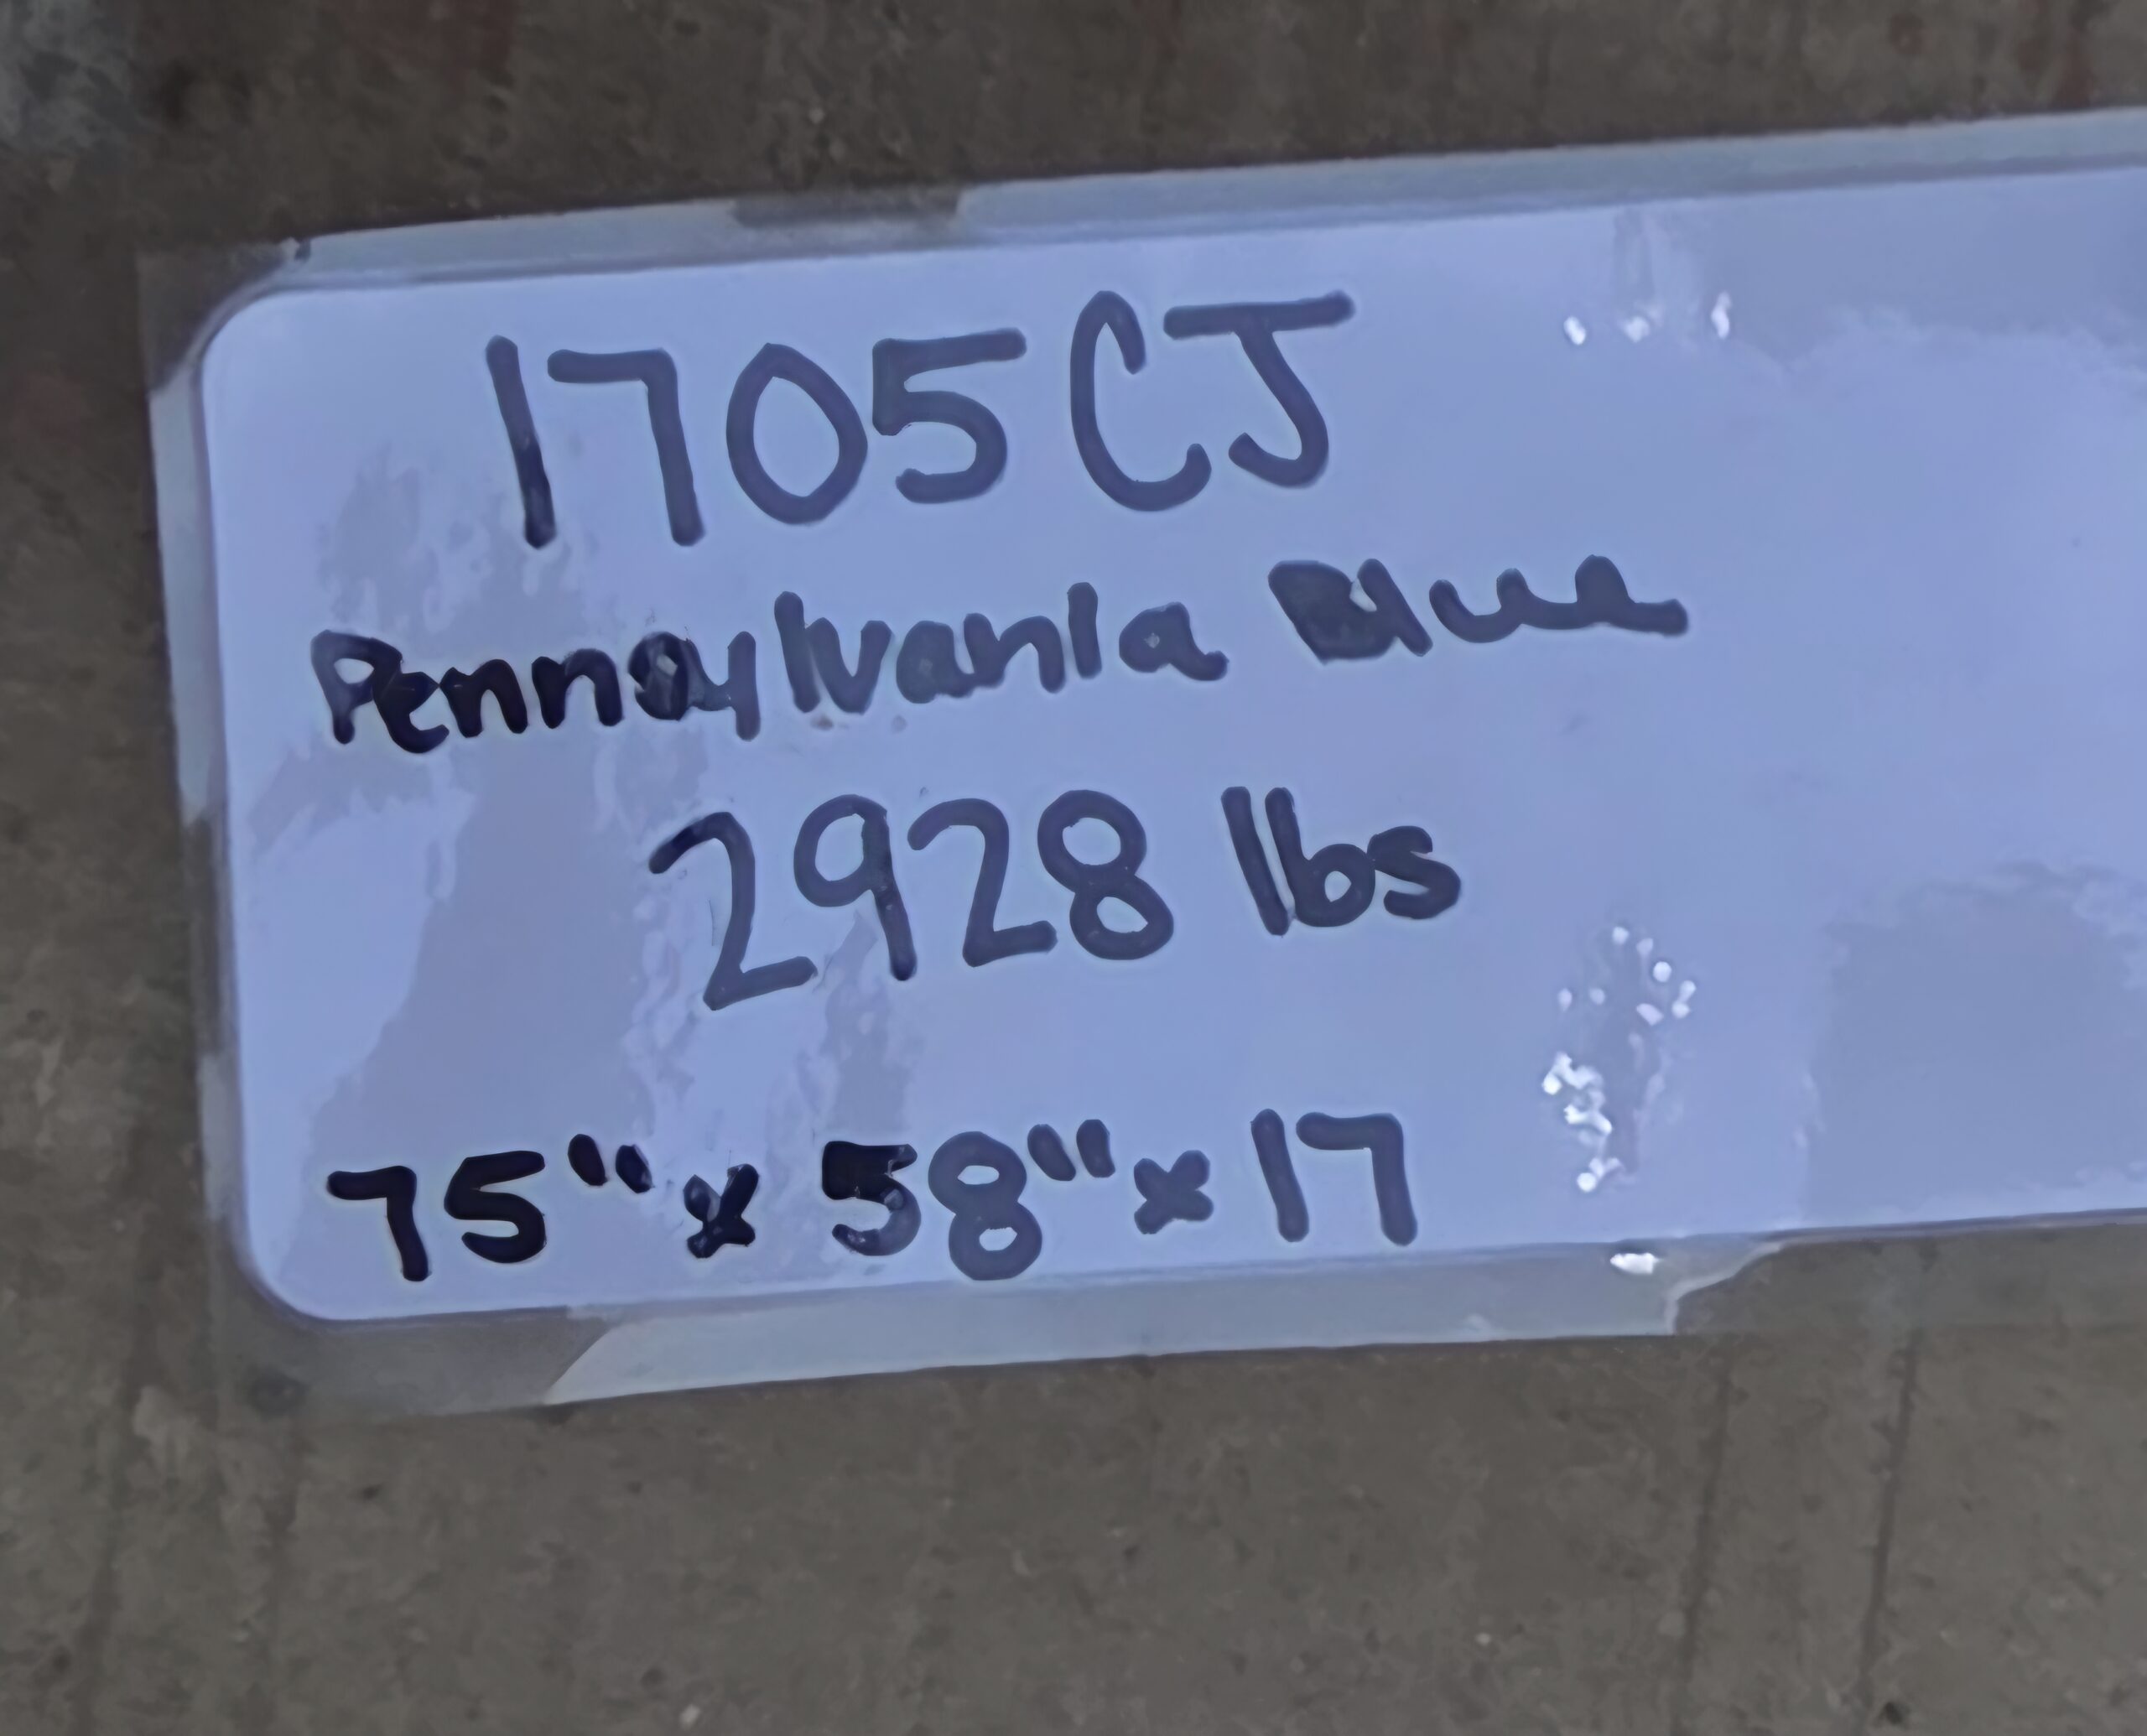 1705CJ
Pennsylvania Blue
2928 lbs
75" x 58" x 17